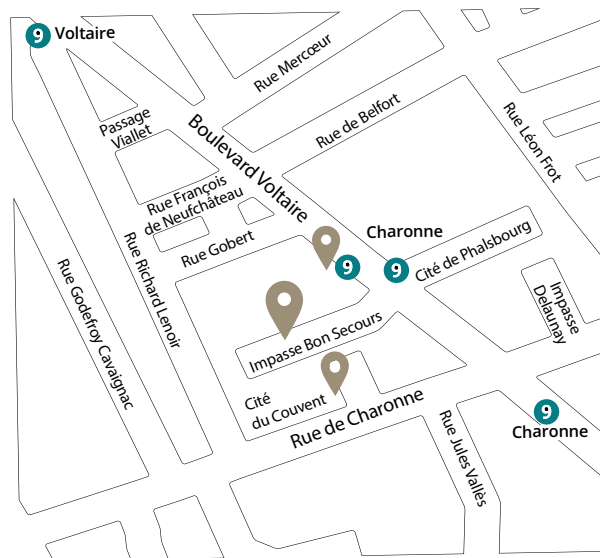 9 Voltaire
Rue Mercœur
Passage
Viallet
Boulevard Voltaire
Rue de Belfort
Rue Léon Frot
Rue François
de Neufchâteau
Rue Gobert
Charonne
9
9
Cité de Phalsbourg
Rue Richard Lenoir
Rue Godefroy Cavaignac
Impasse
Delaunay
Impasse Bon Secours
Cité
du Couvent
Rue de Charonne
Rue Jules Vallès
9
Charonne